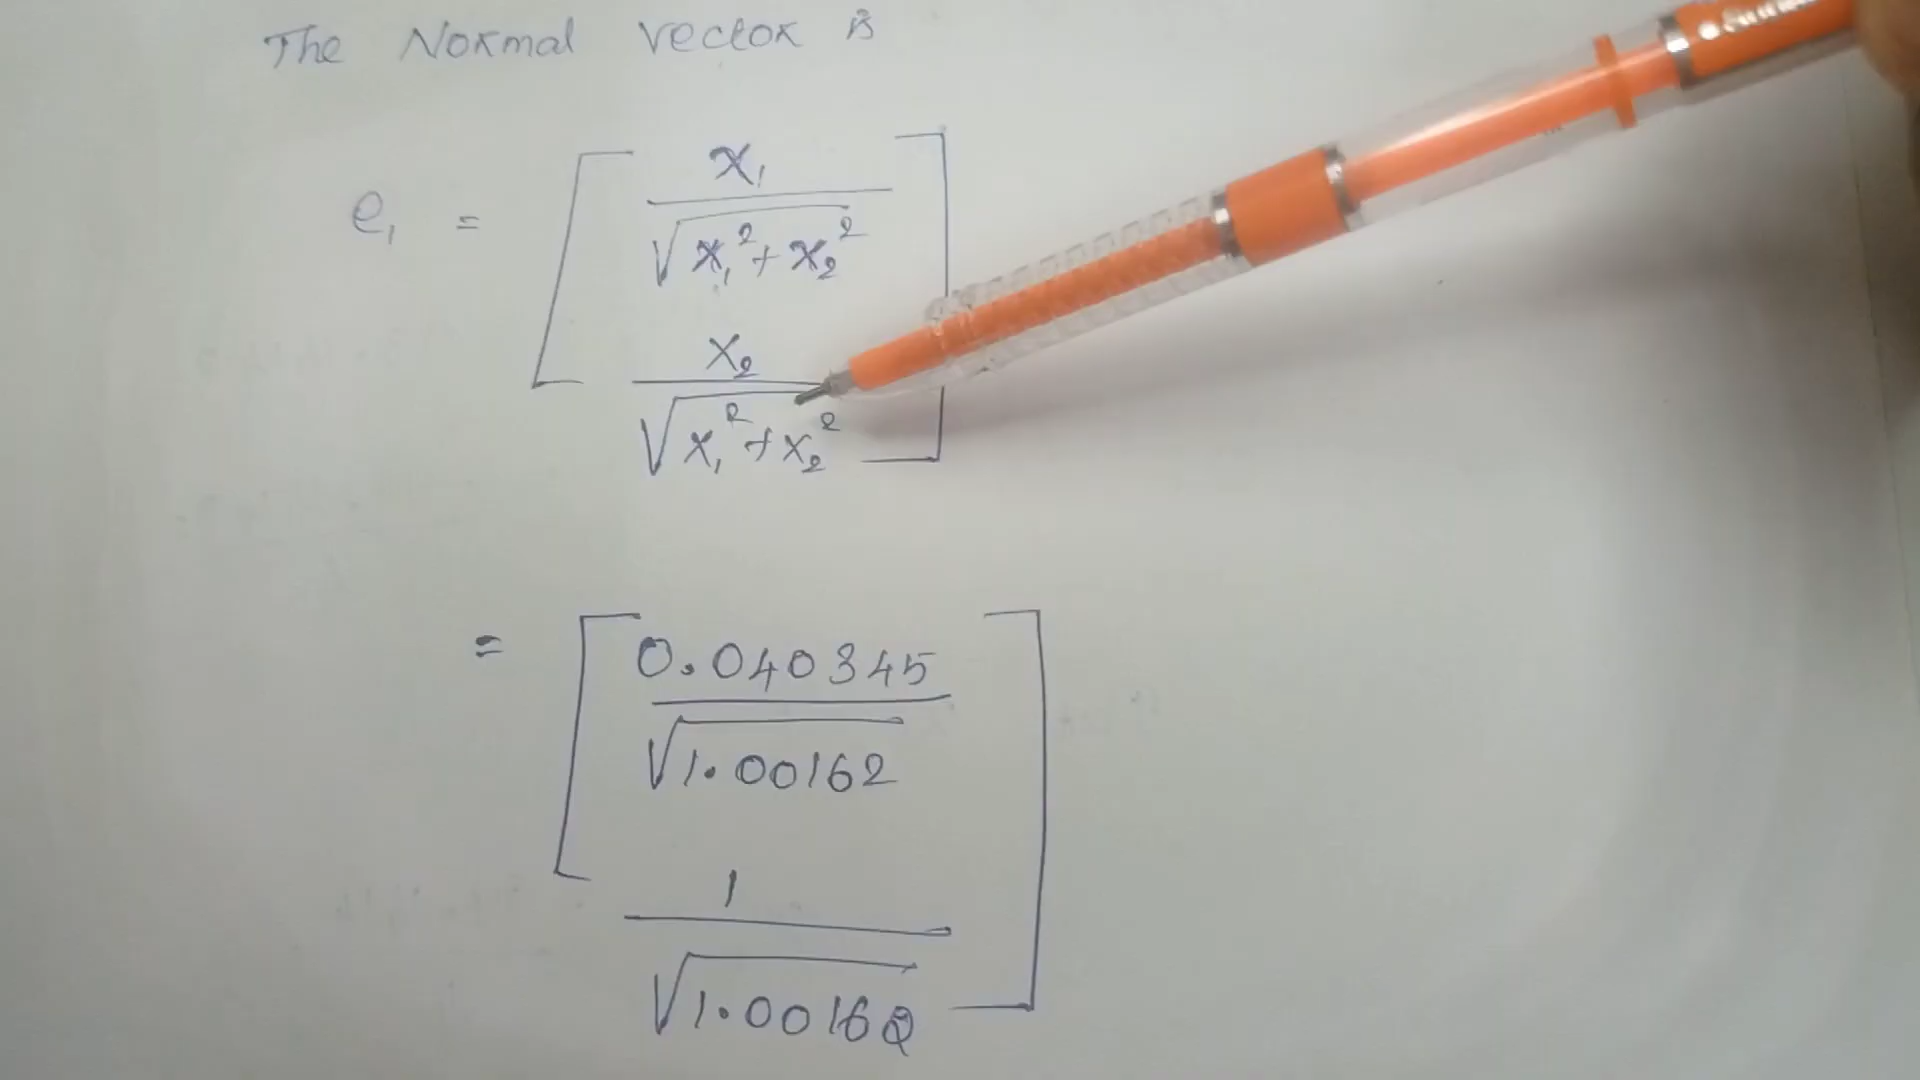 The Normal vector is
e₁ = [ x₁ / √x₁² + x₂²
x₂ / √x₁² + x₂² ]
= [ 0.040345 / √1.00162
1 / √1.00162 ]